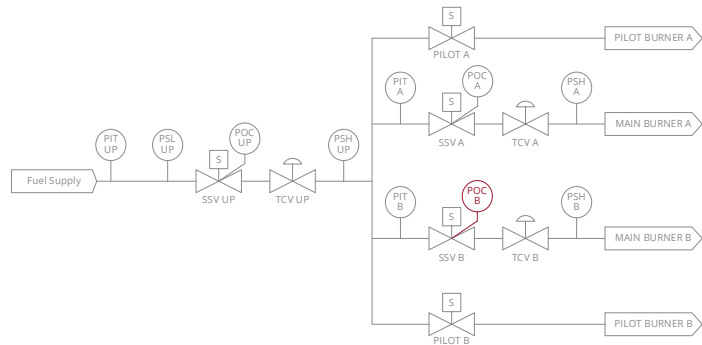 S
PILOT BURNER A
PILOT A
PIT
A
POC
A
PSH
A
S
MAIN BURNER A
SSV A
TCV A
PIT
UP
PSL
UP
POC
UP
PSH
UP
S
Fuel Supply
SSV UP
TCV UP
PIT
B
POC
B
PSH
B
S
MAIN BURNER B
SSV B
TCV B
S
PILOT BURNER B
PILOT B